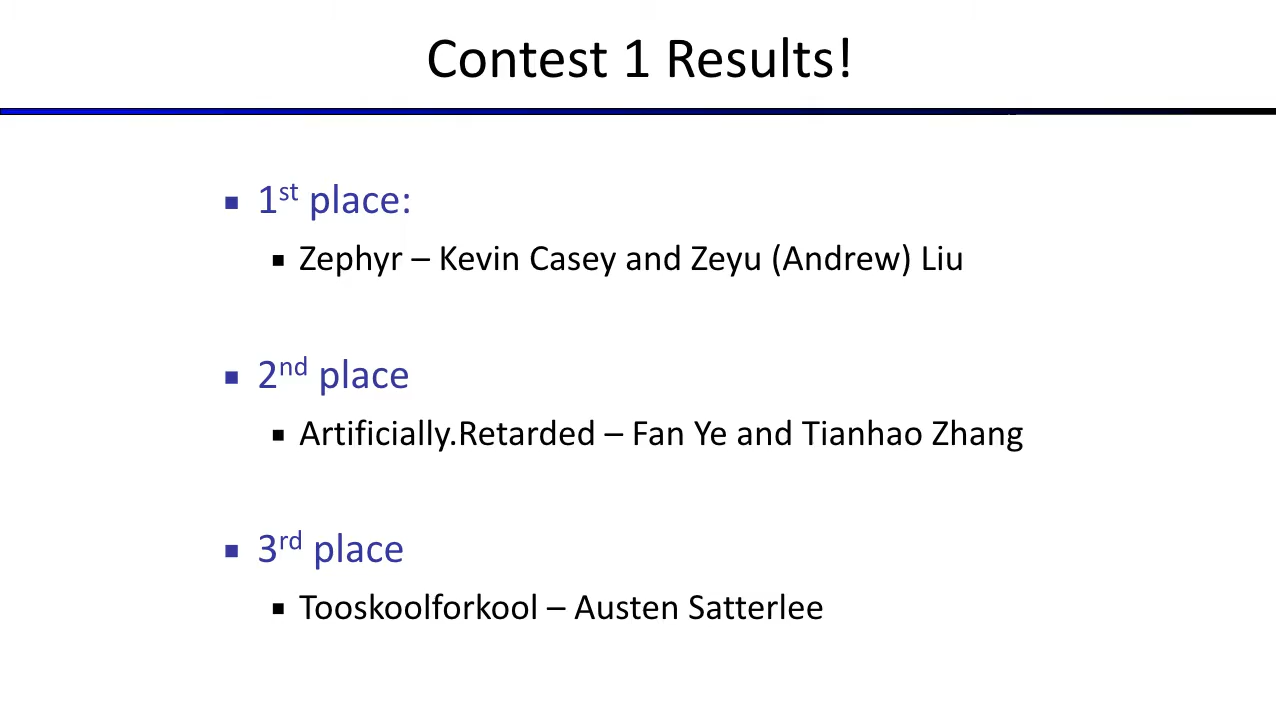 Contest 1 Results!
1st place:
Zephyr – Kevin Casey and Zeyu (Andrew) Liu
2nd place
Artificially.Retarded – Fan Ye and Tianhao Zhang
3rd place
Tooskoolforkool – Austen Satterlee